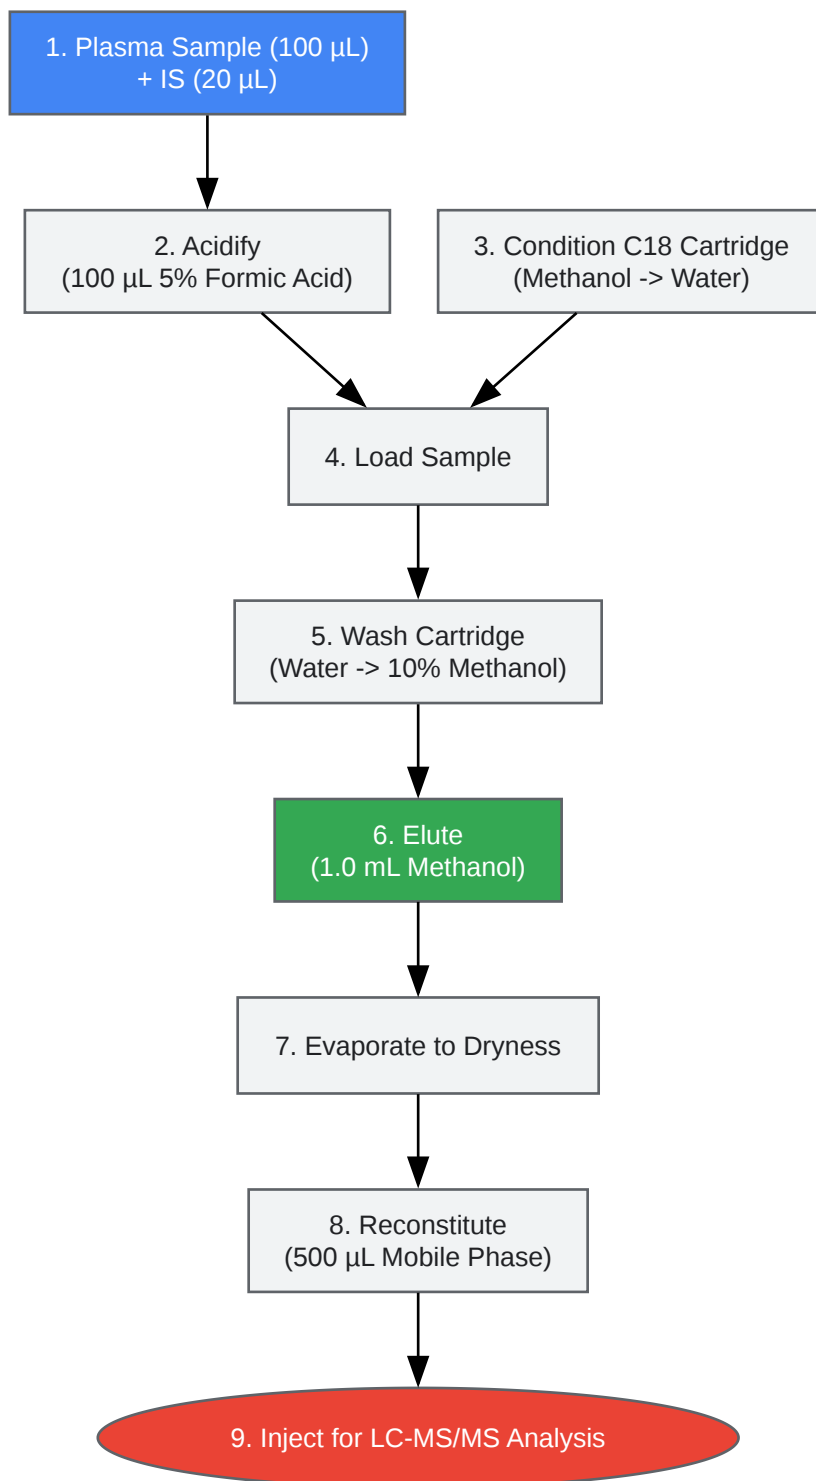 1. Plasma Sample (100 µL)
+ IS (20 µL)
2. Acidify
(100 µL 5% Formic Acid)
3. Condition C18 Cartridge
(Methanol -> Water)
4. Load Sample
5. Wash Cartridge
(Water -> 10% Methanol)
6. Elute
(1.0 mL Methanol)
7. Evaporate to Dryness
8. Reconstitute
(500 µL Mobile Phase)
9. Inject for LC-MS/MS Analysis